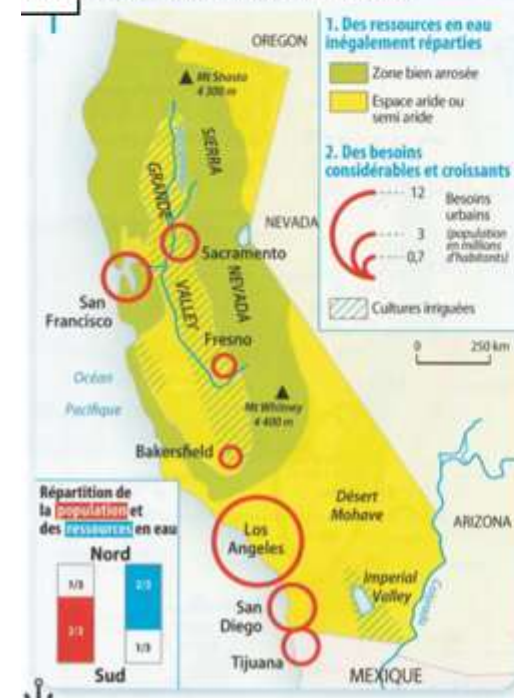 OREGON
Mt Shasta
4 300 m
SIERRA
GRANDE
NEVADA
Sacramento
NEVADA
VALLEY
San
Francisco
Fresno
Océan
Pacifique
Mt Whitney
4 400 m
Bakersfield
Désert
Mohave
Los
Angeles
ARIZONA
Imperial
Valley
Colorado
San
Diego
Tijuana
MEXIQUE
1. Des ressources en eau
inégalement réparties
Zone bien arrosée
Espace aride ou
semi aride
2. Des besoins
considérables et croissants
12
3
0,7
Besoins
urbains
(population
en millions
d'habitants)
Cultures irriguées
0 250 km
Répartition de
la population et
des ressources en eau
Nord
1/3 2/3
2/3 1/3
Sud